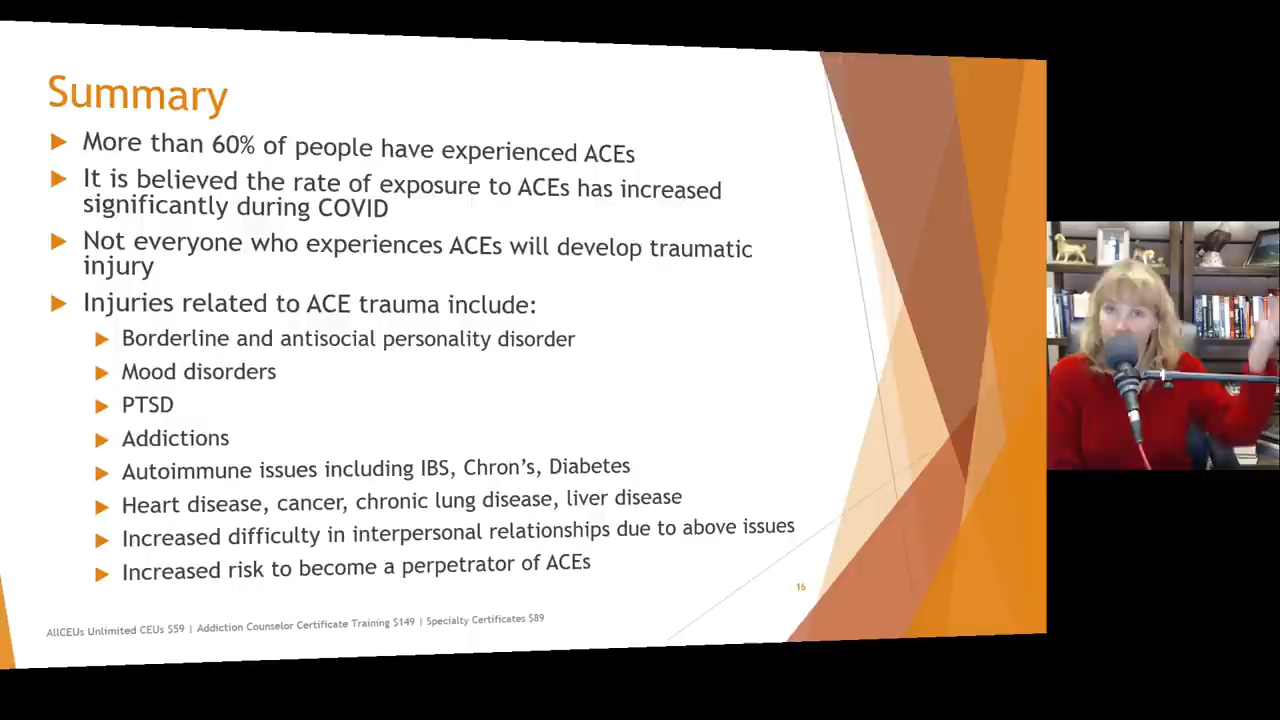 Summary
More than 60% of people have experienced ACEs
It is believed the rate of exposure to ACEs has increased
significantly during COVID
Not everyone who experiences ACEs will develop traumatic
injury
Injuries related to ACE trauma include:
Borderline and antisocial personality disorder
Mood disorders
PTSD
Addictions
Autoimmune issues including IBS, Chron’s, Diabetes
Heart disease, cancer, chronic lung disease, liver disease
Increased difficulty in interpersonal relationships due to above issues
Increased risk to become a perpetrator of ACEs
16
AllCEUs Unlimited CEUs $59 | Addiction Counselor Certificate Training $149 | Specialty Certificates $89